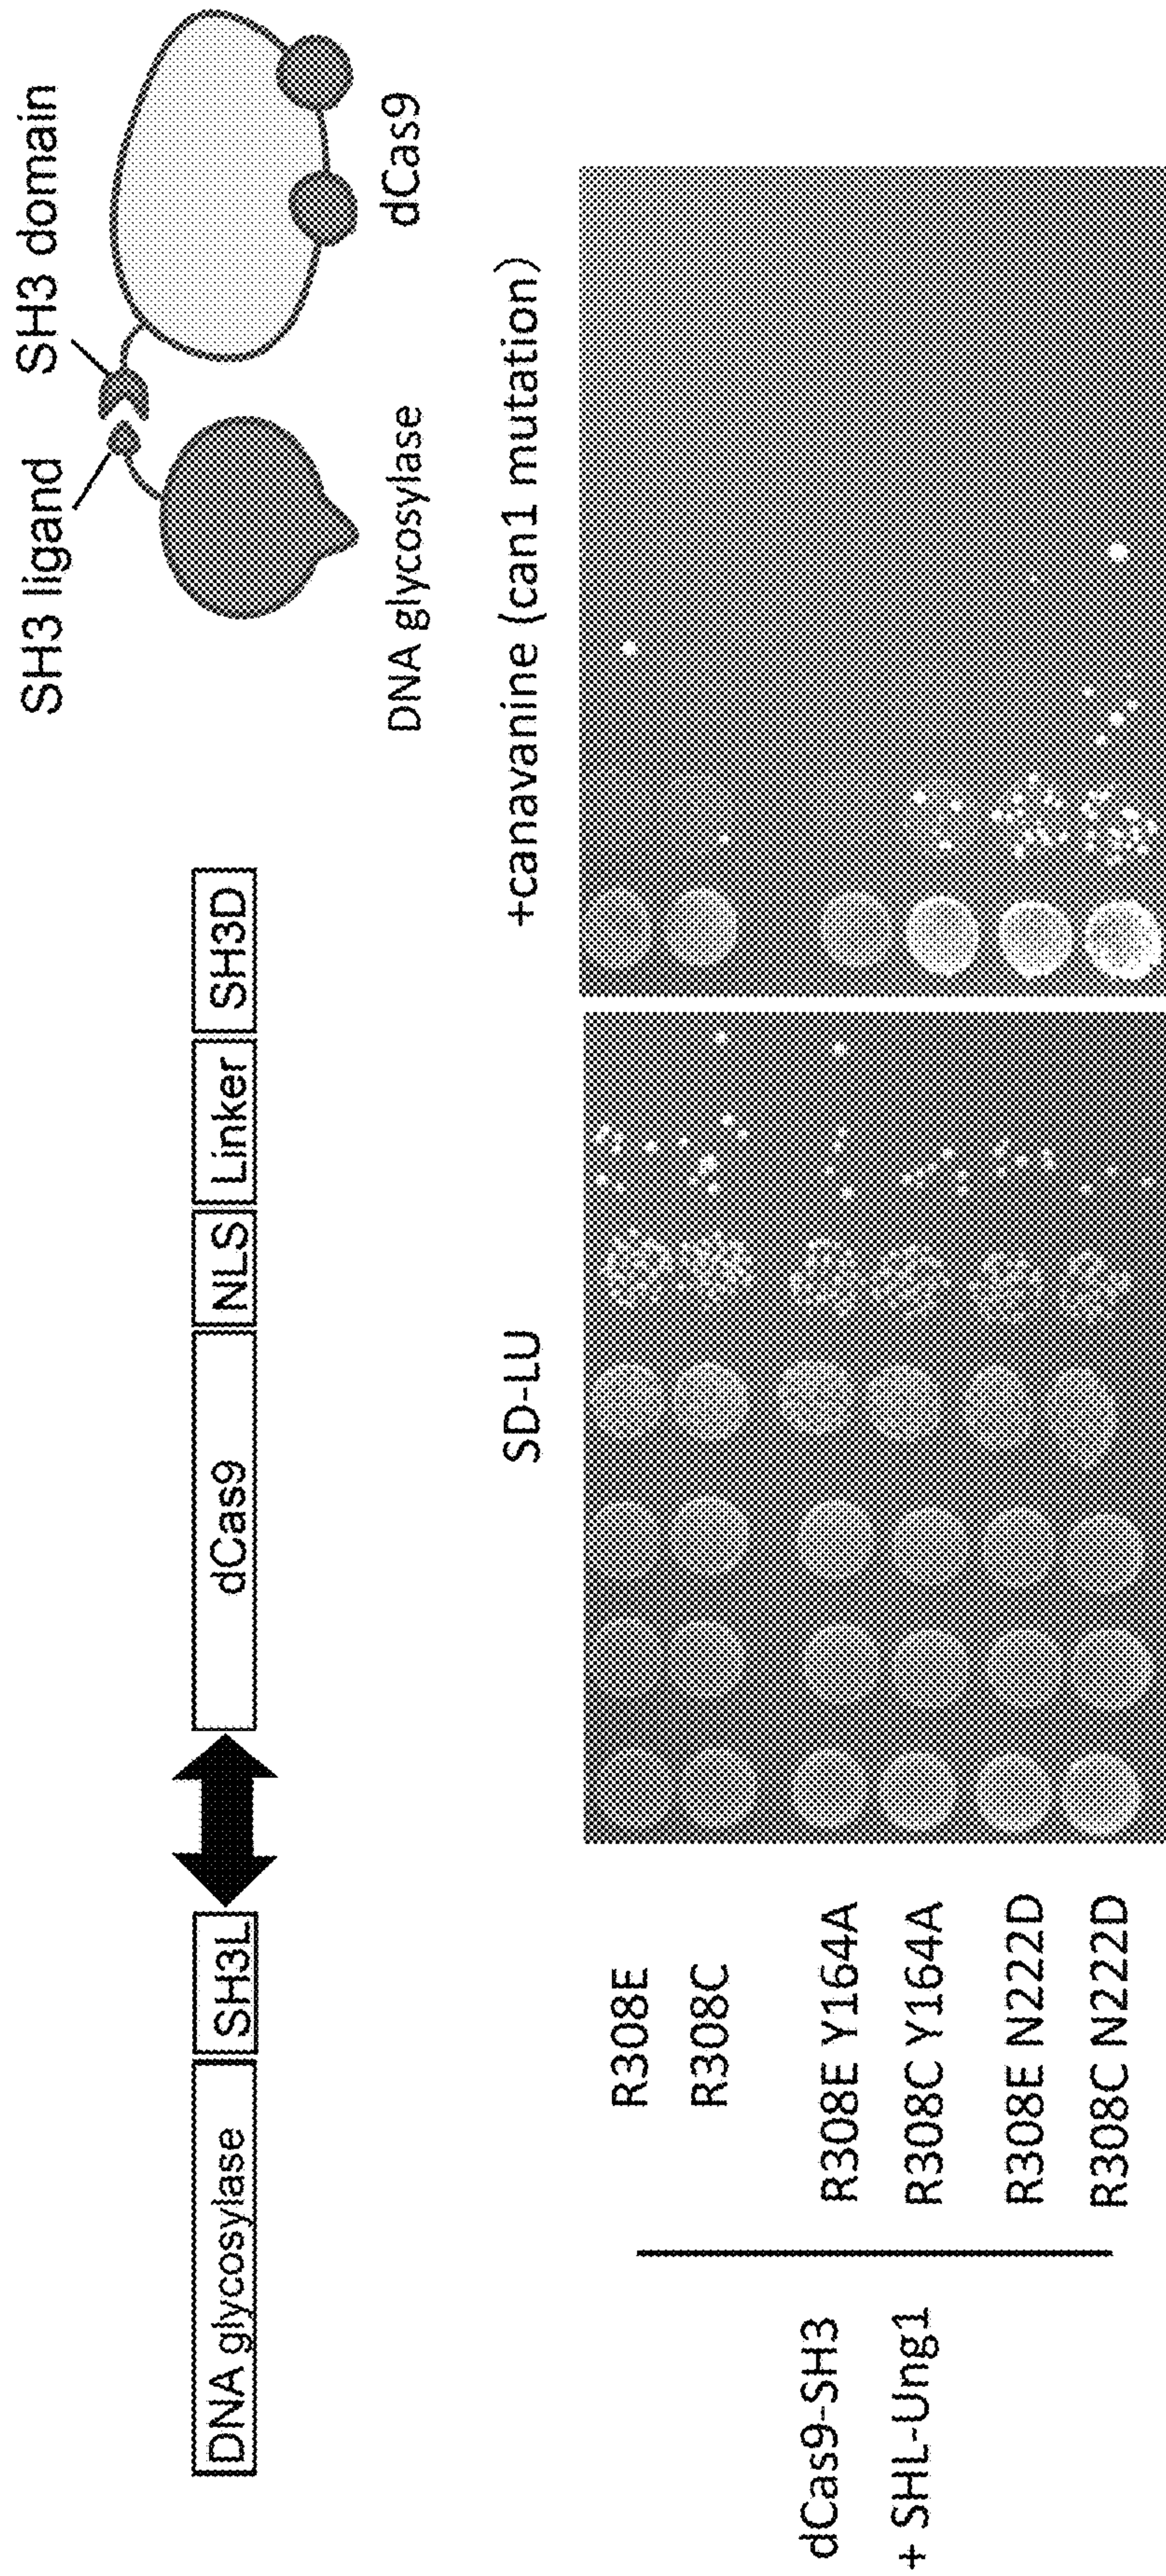 DNA glycosylase
SH3L
dCas9
NLS
Linker
SH3D
SH3 ligand
SH3 domain
DNA glycosylase
dCas9
SD-LU
+canavanine (can1 mutation)
dCas9-SH3
+ SHL-Ung1
R308E
R308C
R308E Y164A
R308C Y164A
R308E N222D
R308C N222D